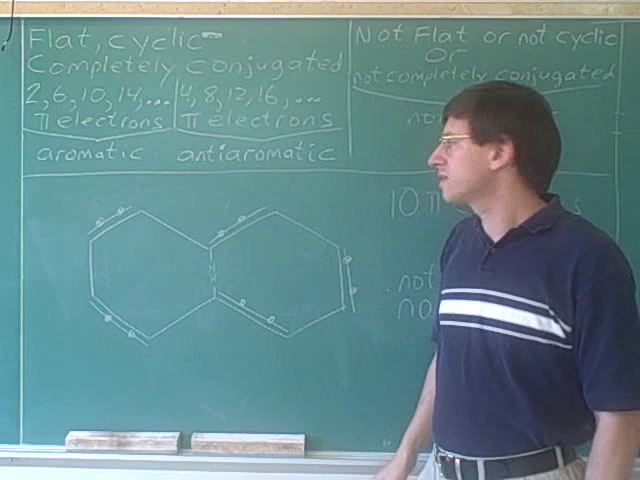 Flat, cyclic
Completely conjugated
2, 6, 10, 14, ... 4, 8, 12, 16, ...
π electrons π electrons
aromatic antiaromatic
Not Flat or not cyclic
or
not completely conjugated
10 π
not